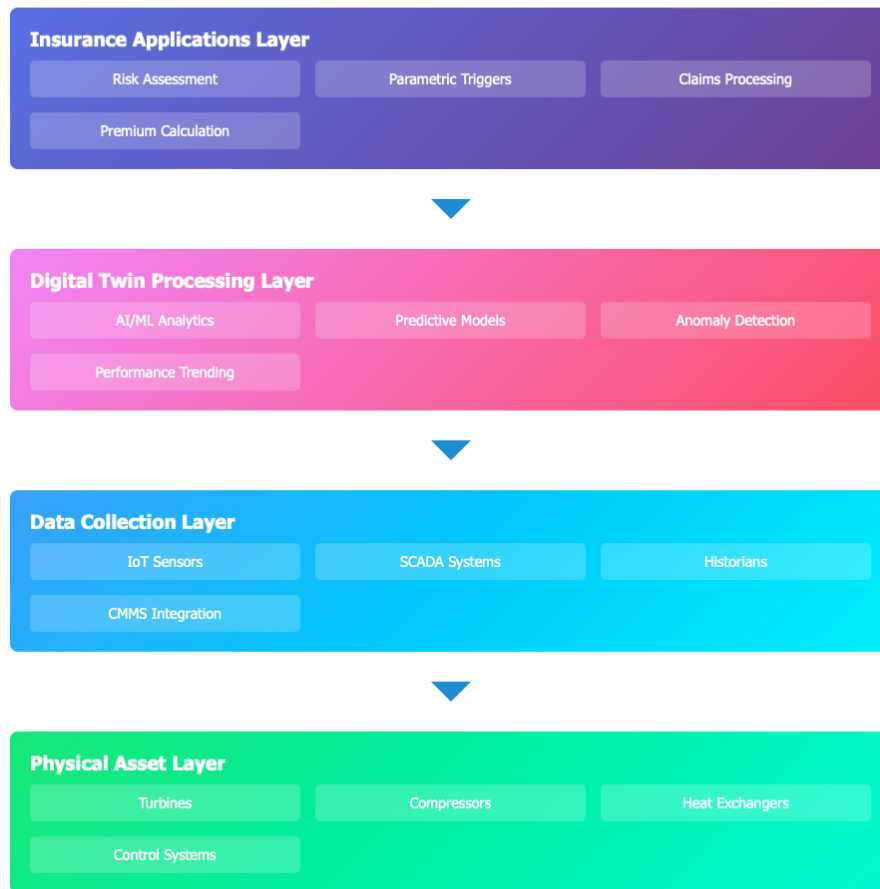 Insurance Applications Layer
Risk Assessment
Parametric Triggers
Claims Processing
Premium Calculation
Digital Twin Processing Layer
AI/ML Analytics
Predictive Models
Anomaly Detection
Performance Trending
Data Collection Layer
IoT Sensors
SCADA Systems
Historians
CMMS Integration
Physical Asset Layer
Turbines
Compressors
Heat Exchangers
Control Systems